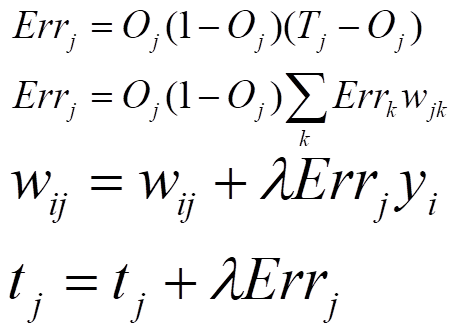 Err_j = O_j(1−O_j)(T_j−O_j)
Err_j = O_j(1−O_j)∑_k Err_k w_jk
w_ij = w_ij + λErr_j y_i
t_j = t_j + λErr_j